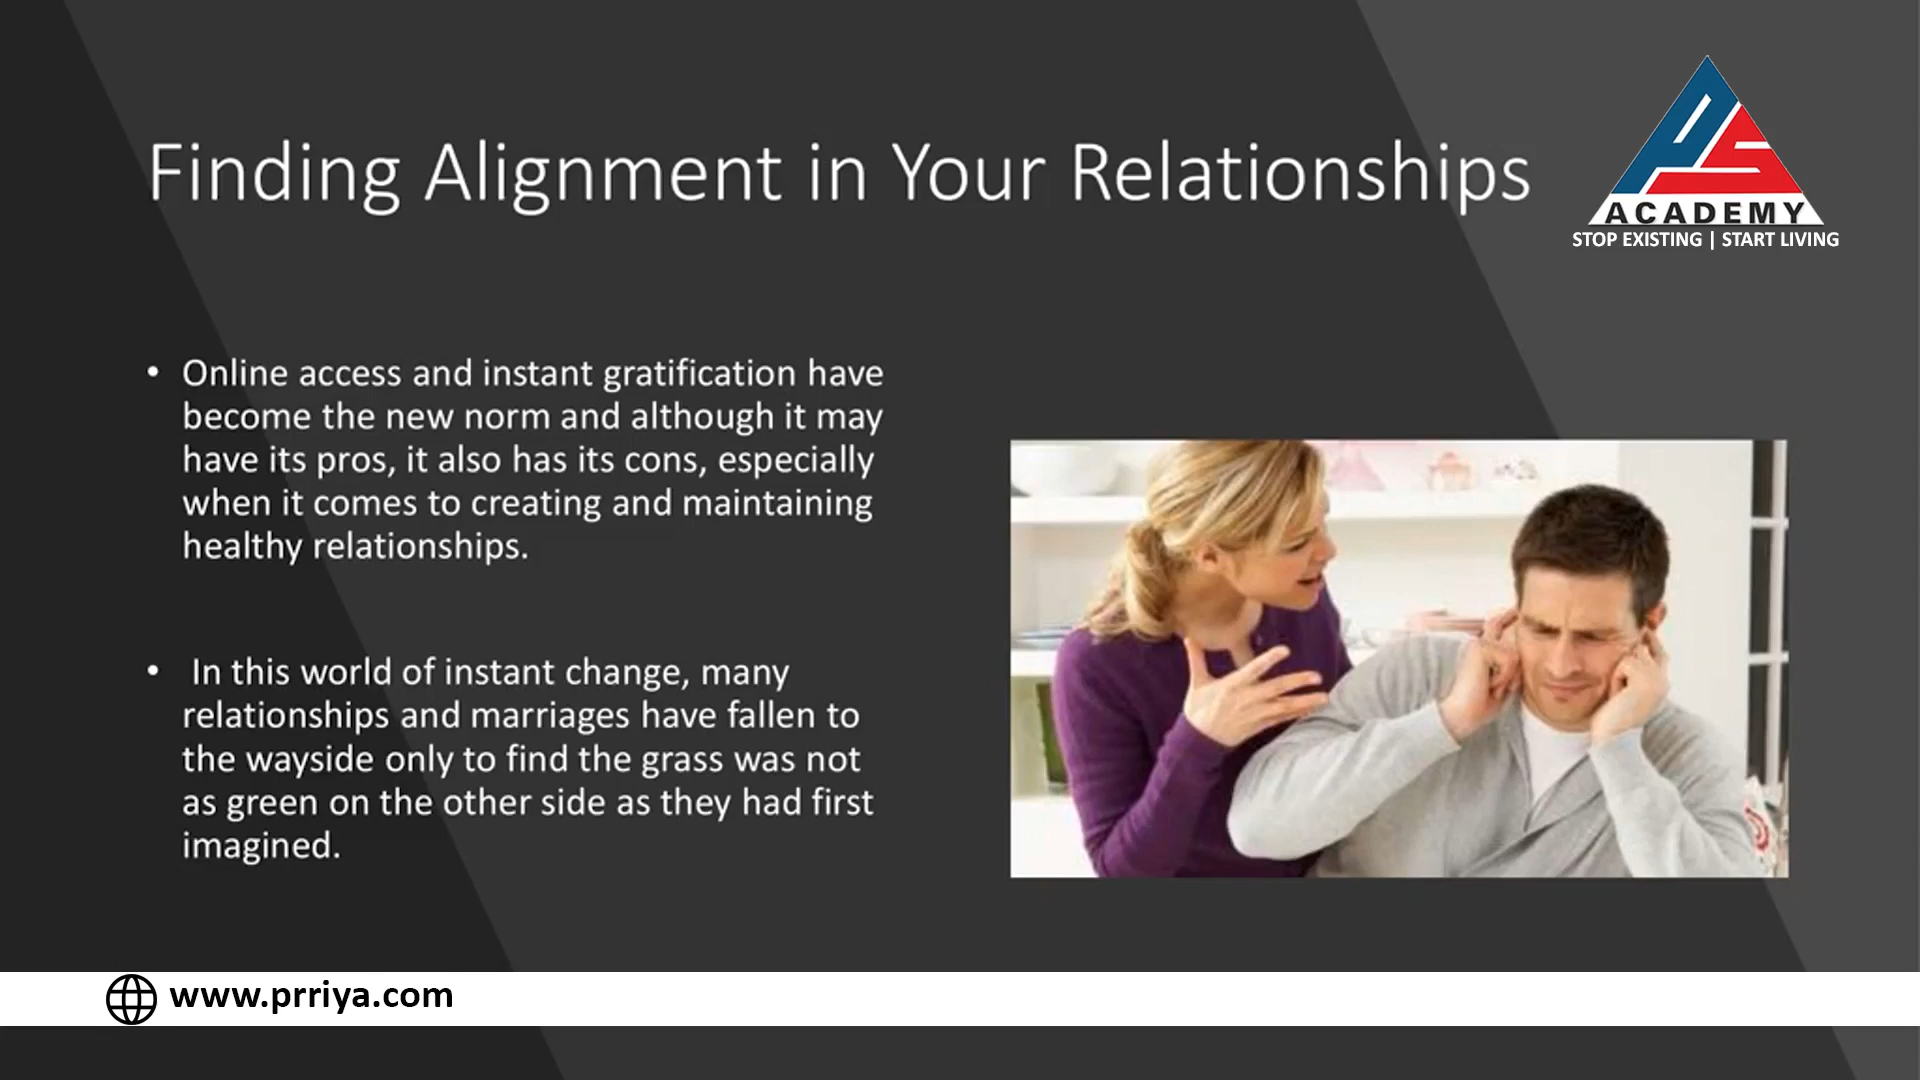 Finding Alignment in Your Relationships
PS
ACADEMY
STOP EXISTING | START LIVING
• Online access and instant gratification have
become the new norm and although it may
have its pros, it also has its cons, especially
when it comes to creating and maintaining
healthy relationships.
• In this world of instant change, many
relationships and marriages have fallen to
the wayside only to find the grass was not
as green on the other side as they had first
imagined.
www.prriya.com